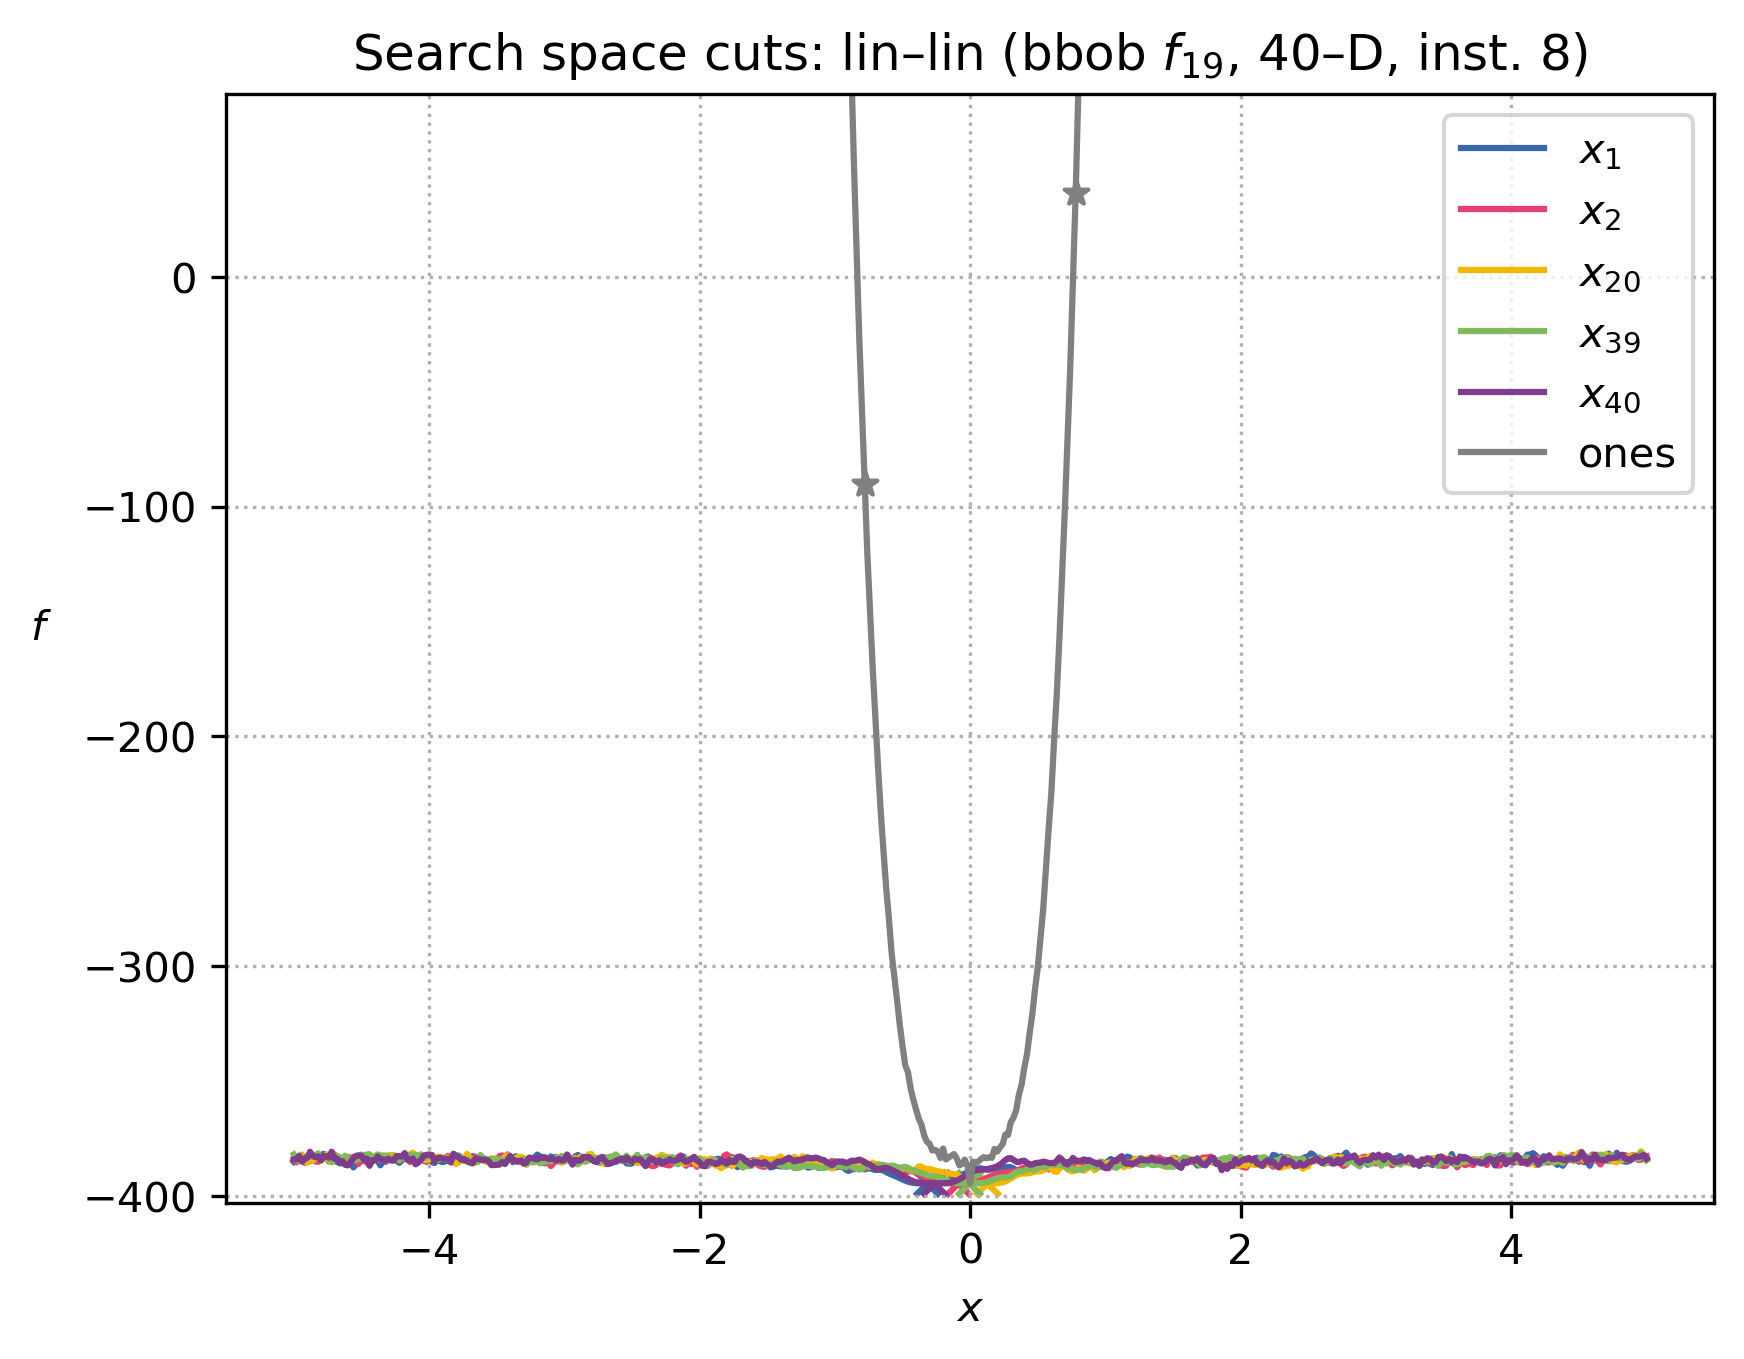 Search space cuts: lin–lin (bbob f₁₉, 40–D, inst. 8)
x₁
x₂
x₂₀
x₃₉
x₄₀
ones
0
−100
−200
−300
−400
f
−4 −2 0 2 4
x